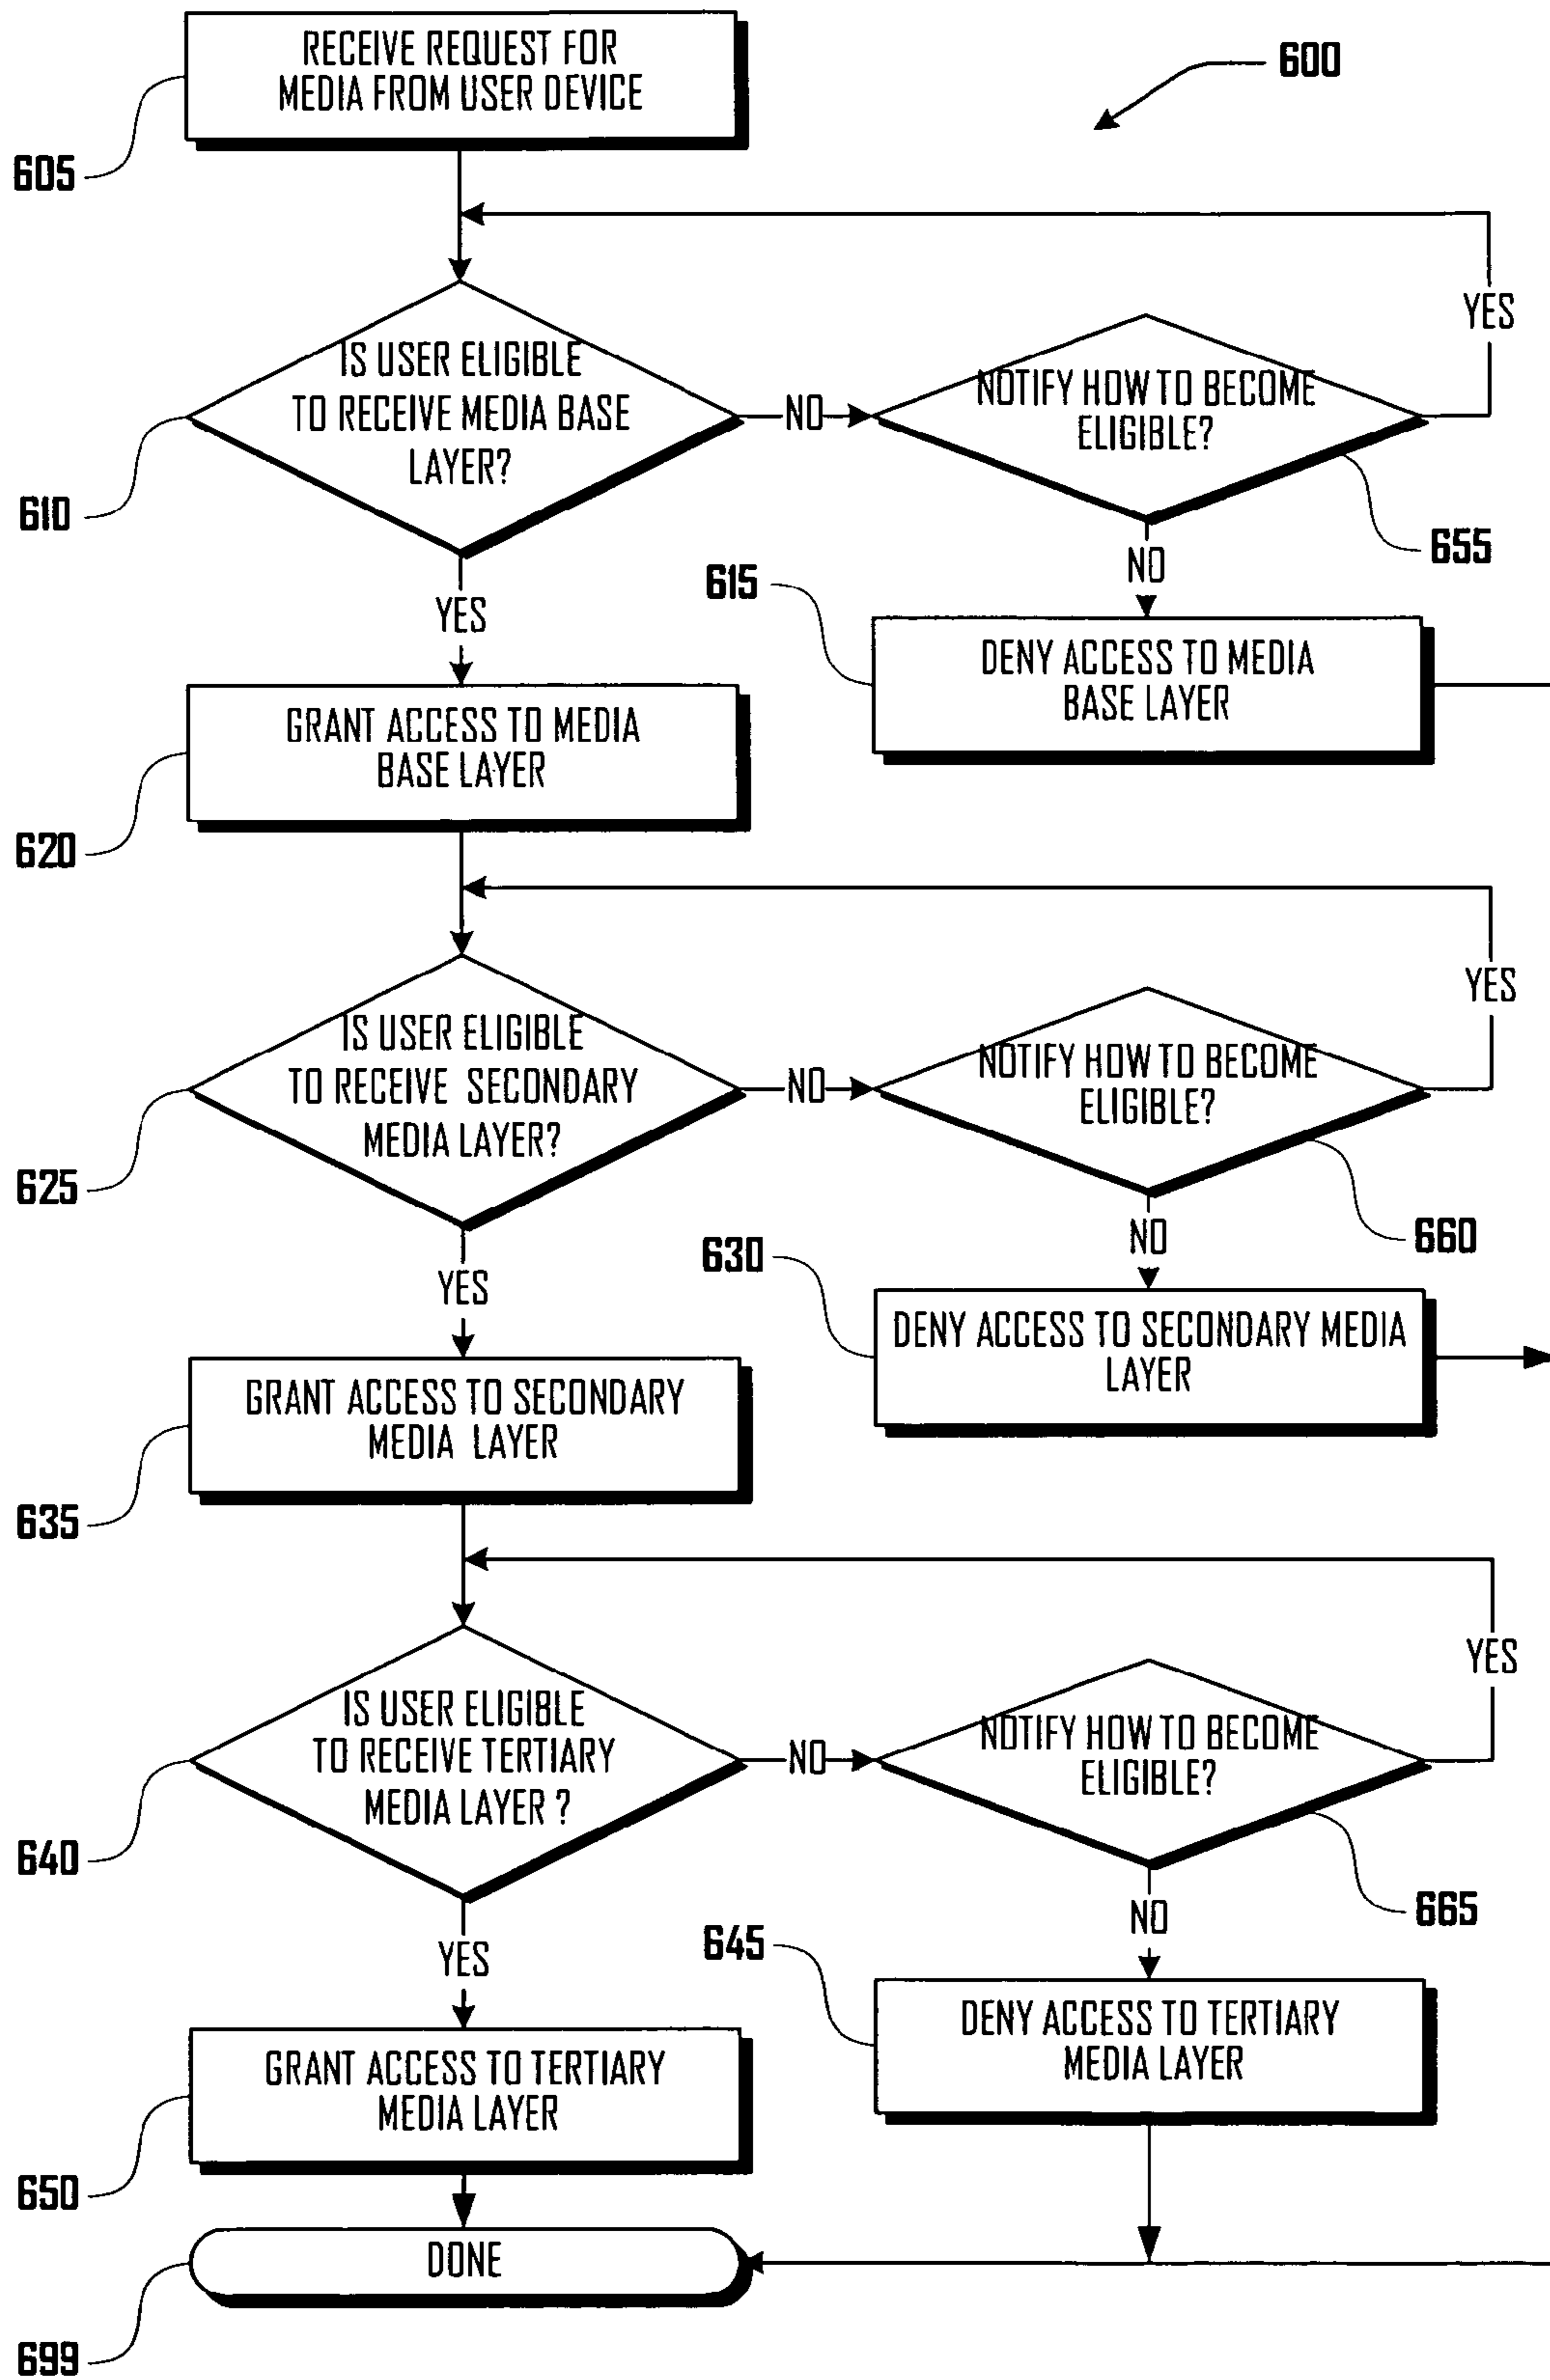 RECEIVE REQUEST FOR
MEDIA FROM USER DEVICE
600
605
IS USER ELIGIBLE
TO RECEIVE MEDIA BASE
LAYER?
610
NO
NOTIFY HOW TO BECOME
ELIGIBLE?
YES
655
NO
615
DENY ACCESS TO MEDIA
BASE LAYER
YES
GRANT ACCESS TO MEDIA
BASE LAYER
620
IS USER ELIGIBLE
TO RECEIVE SECONDARY
MEDIA LAYER?
625
NO
NOTIFY HOW TO BECOME
ELIGIBLE?
YES
660
NO
630
DENY ACCESS TO SECONDARY MEDIA
LAYER
YES
GRANT ACCESS TO SECONDARY
MEDIA LAYER
635
IS USER ELIGIBLE
TO RECEIVE TERTIARY
MEDIA LAYER ?
640
NO
NOTIFY HOW TO BECOME
ELIGIBLE?
YES
665
NO
645
DENY ACCESS TO TERTIARY
MEDIA LAYER
YES
GRANT ACCESS TO TERTIARY
MEDIA LAYER
650
DONE
699